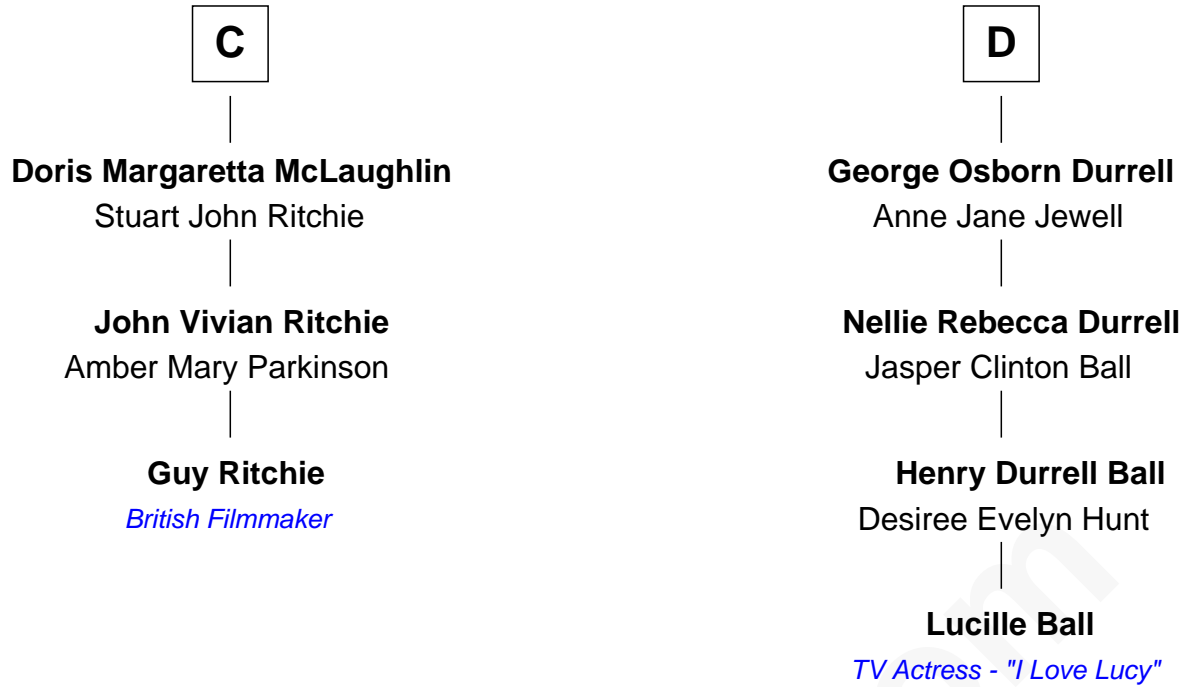 C
Doris Margaretta McLaughlin
Stuart John Ritchie
John Vivian Ritchie
Amber Mary Parkinson
Guy Ritchie
British Filmmaker
D
George Osborn Durrell
Anne Jane Jewell
Nellie Rebecca Durrell
Jasper Clinton Ball
Henry Durrell Ball
Desiree Evelyn Hunt
Lucille Ball
TV Actress - "I Love Lucy"